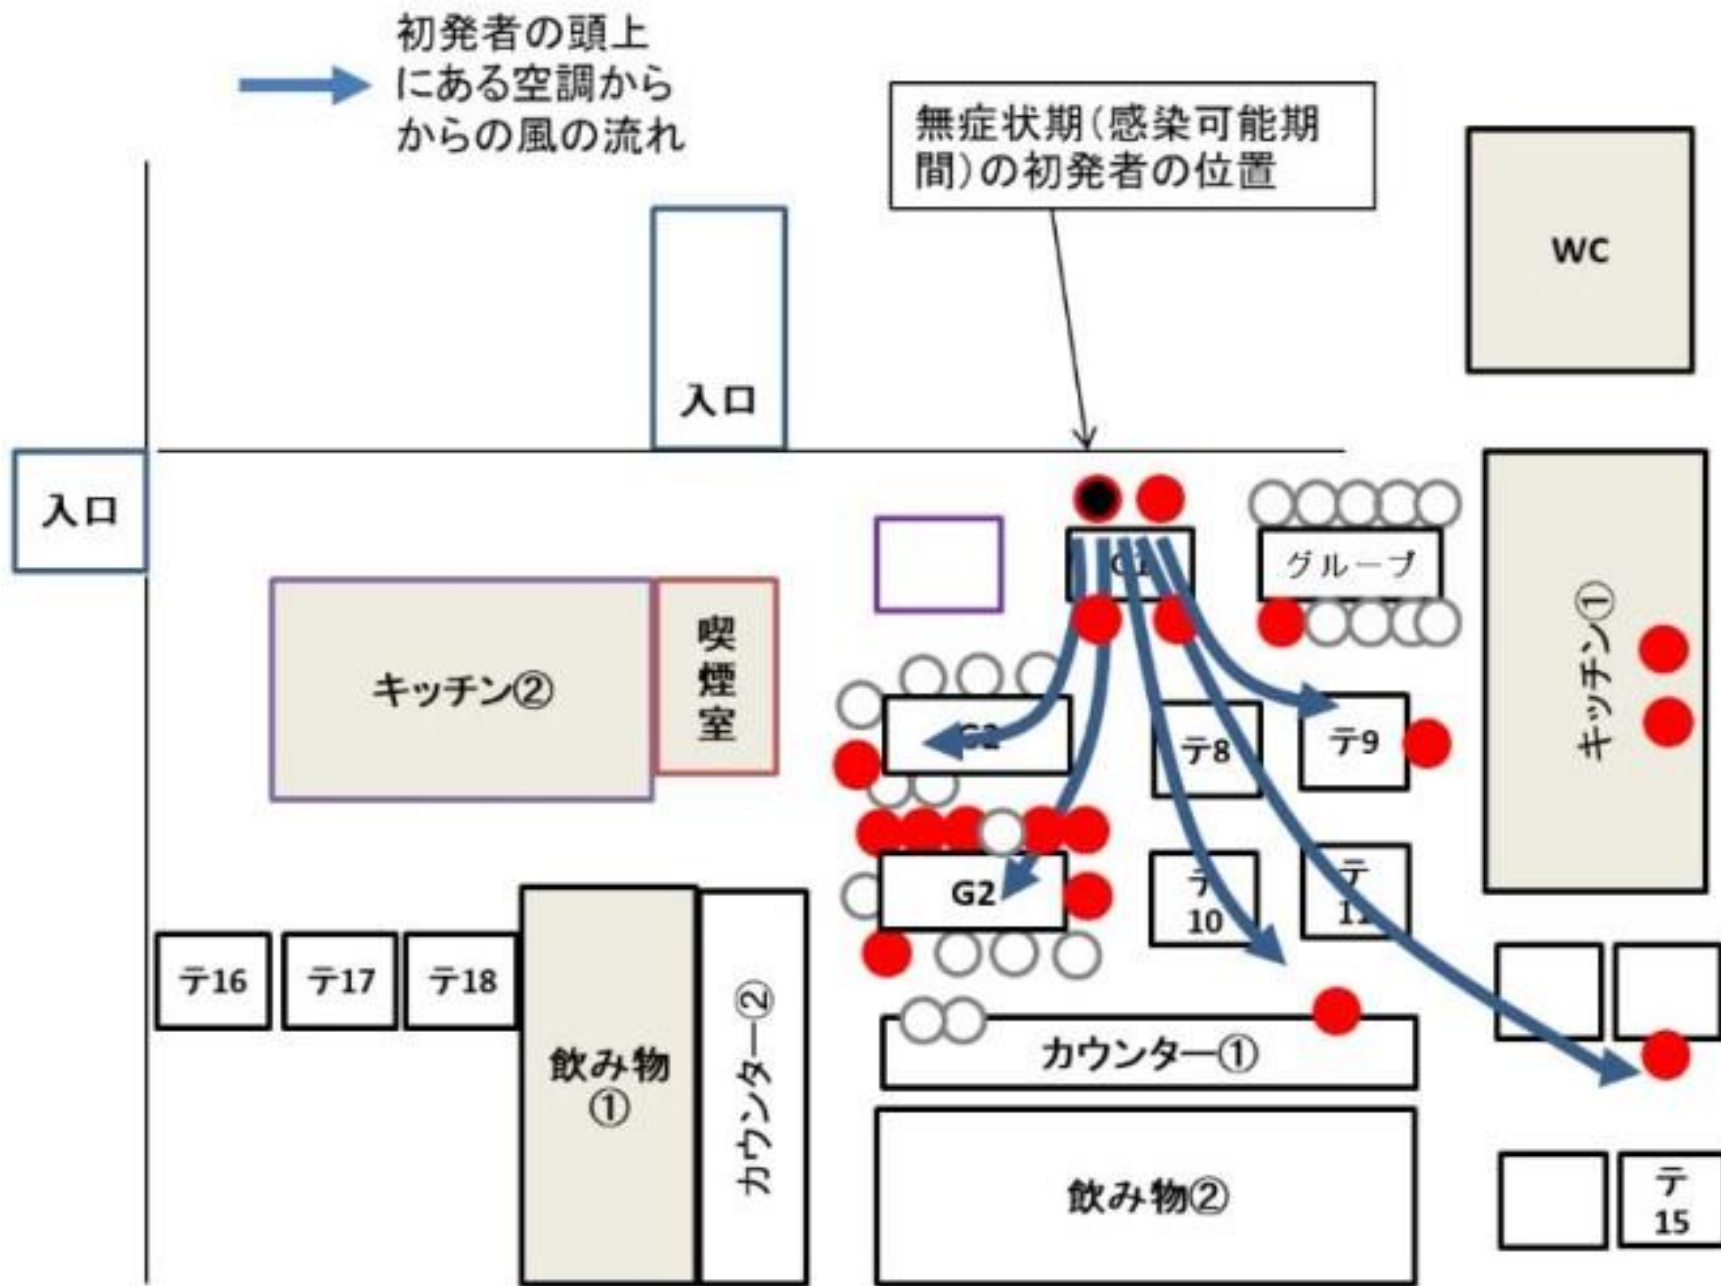 初発者の頭上
にある空調から
からの風の流れ
無症状期(感染可能期
間)の初発者の位置
WC
入口
入口
G1
グループ
キッチン①
キッチン②
喫煙室
G2
テ8
テ9
G2
テ
10
テ
11
テ16
テ17
テ18
飲み物
①
カウンター②
カウンター①
飲み物②
テ
15